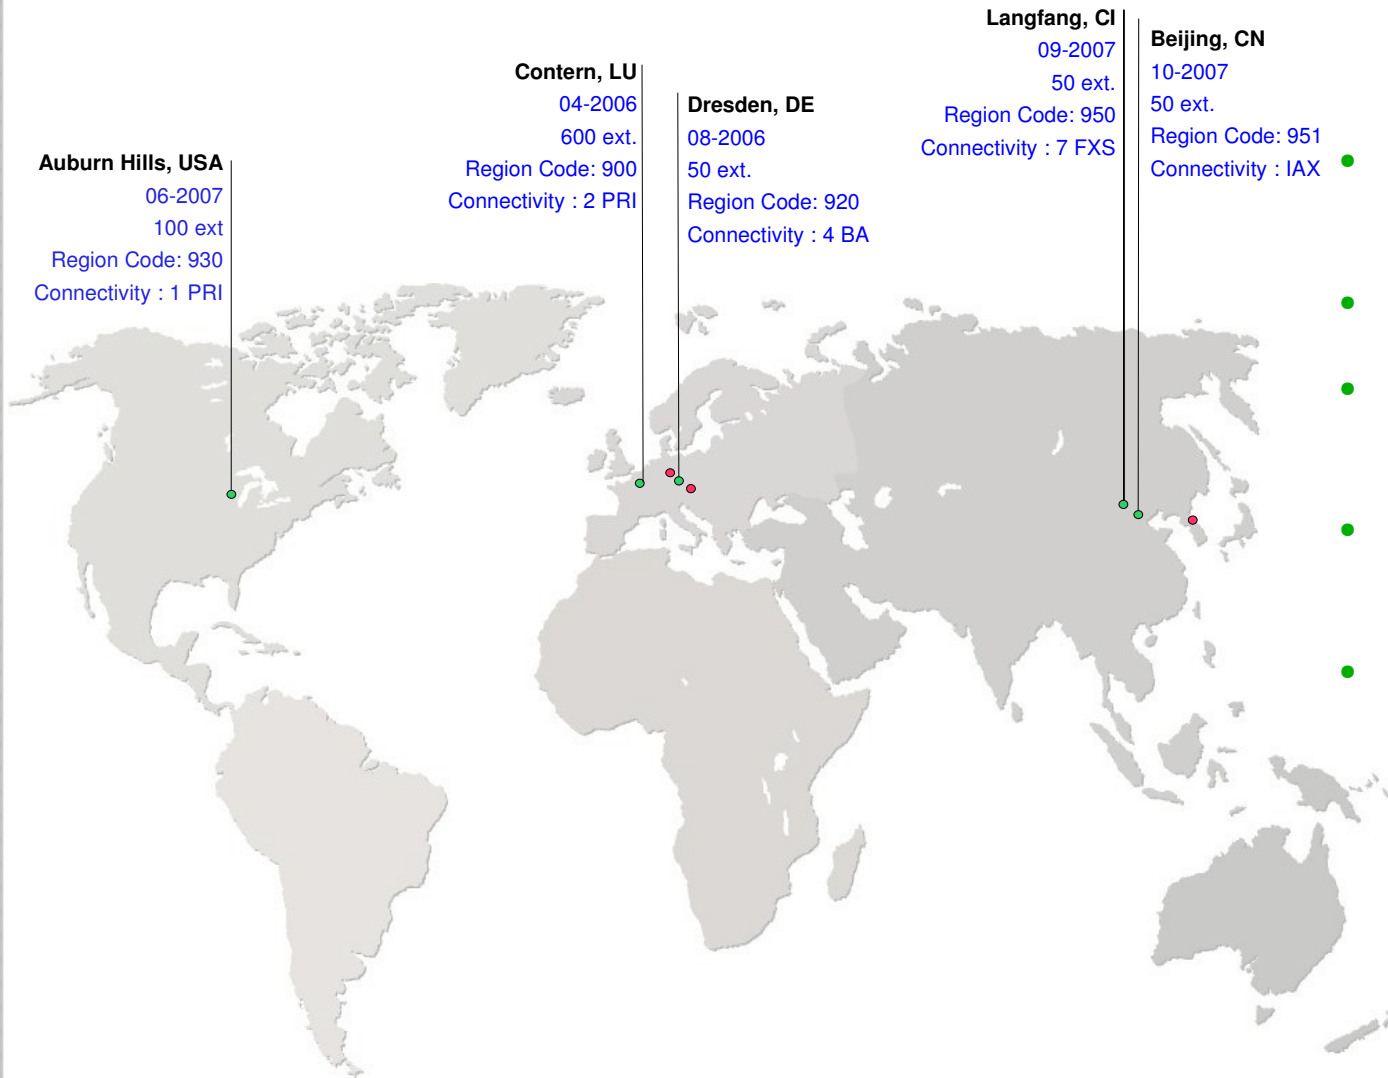 Auburn Hills, USA
06-2007
100 ext
Region Code: 930
Connectivity : 1 PRI
Contern, LU
04-2006
600 ext.
Region Code: 900
Connectivity : 2 PRI
Dresden, DE
08-2006
50 ext.
Region Code: 920
Connectivity : 4 BA
Langfang, CI
09-2007
50 ext.
Region Code: 950
Connectivity : 7 FXS
Beijing, CN
10-2007
50 ext.
Region Code: 951
Connectivity : IAX